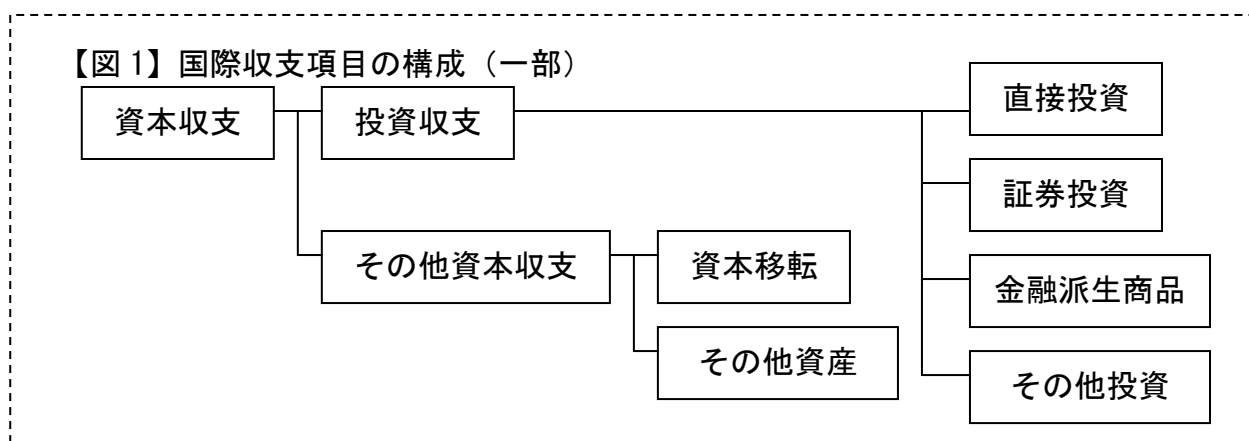 【図1】国際収支項目の構成（一部）
資本収支
投資収支
直接投資
証券投資
その他資本収支
資本移転
金融派生商品
その他資産
その他投資